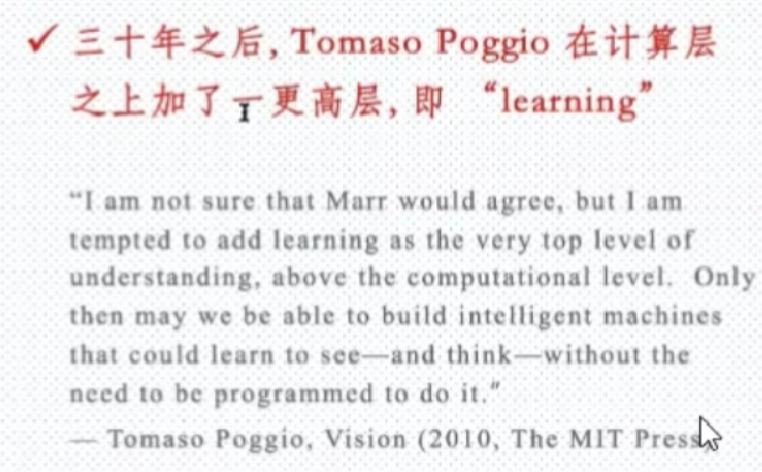 ✓ 三十年之后, Tomaso Poggio 在计算层
之上加了一更高层, 即 “learning”
“I am not sure that Marr would agree, but I am
tempted to add learning as the very top level of
understanding, above the computational level. Only
then may we be able to build intelligent machines
that could learn to see—and think—without the
need to be programmed to do it.”
— Tomaso Poggio, Vision (2010, The MIT Press)